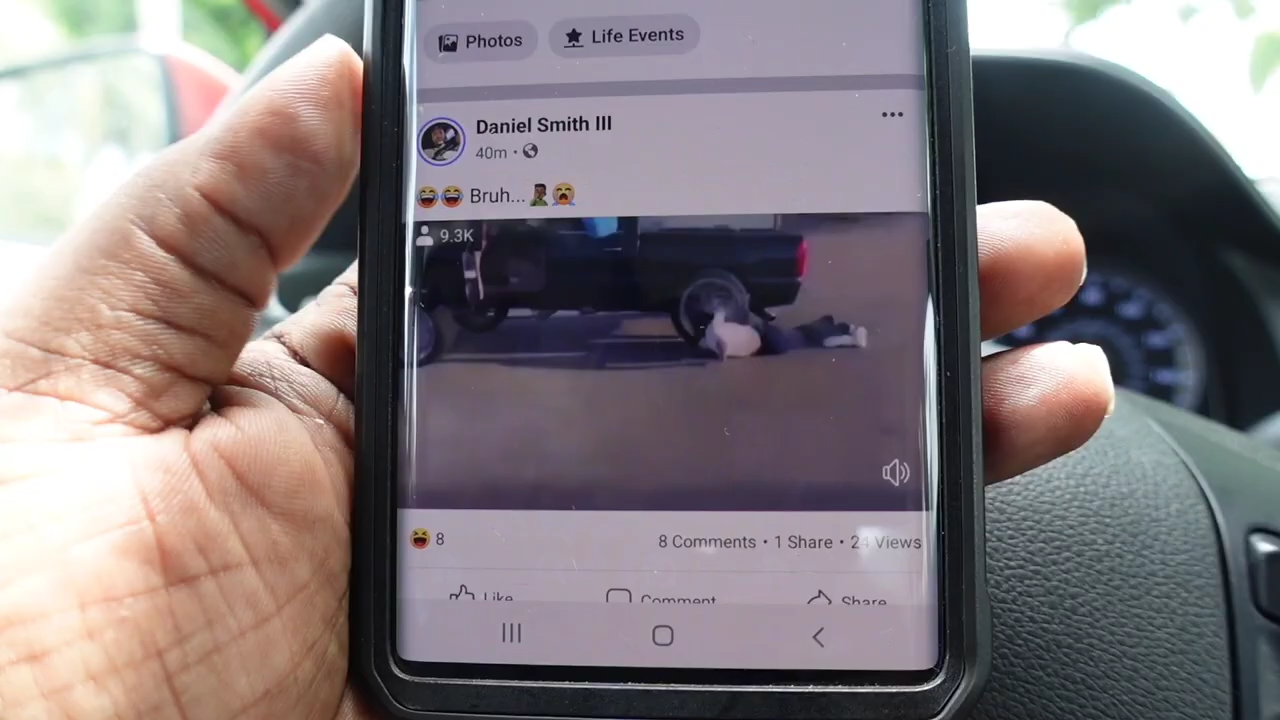 Photos Life Events
Daniel Smith III
40m
Bruh...
9.3K
8 8 Comments • 1 Share • 24 Views
Like Comment Share